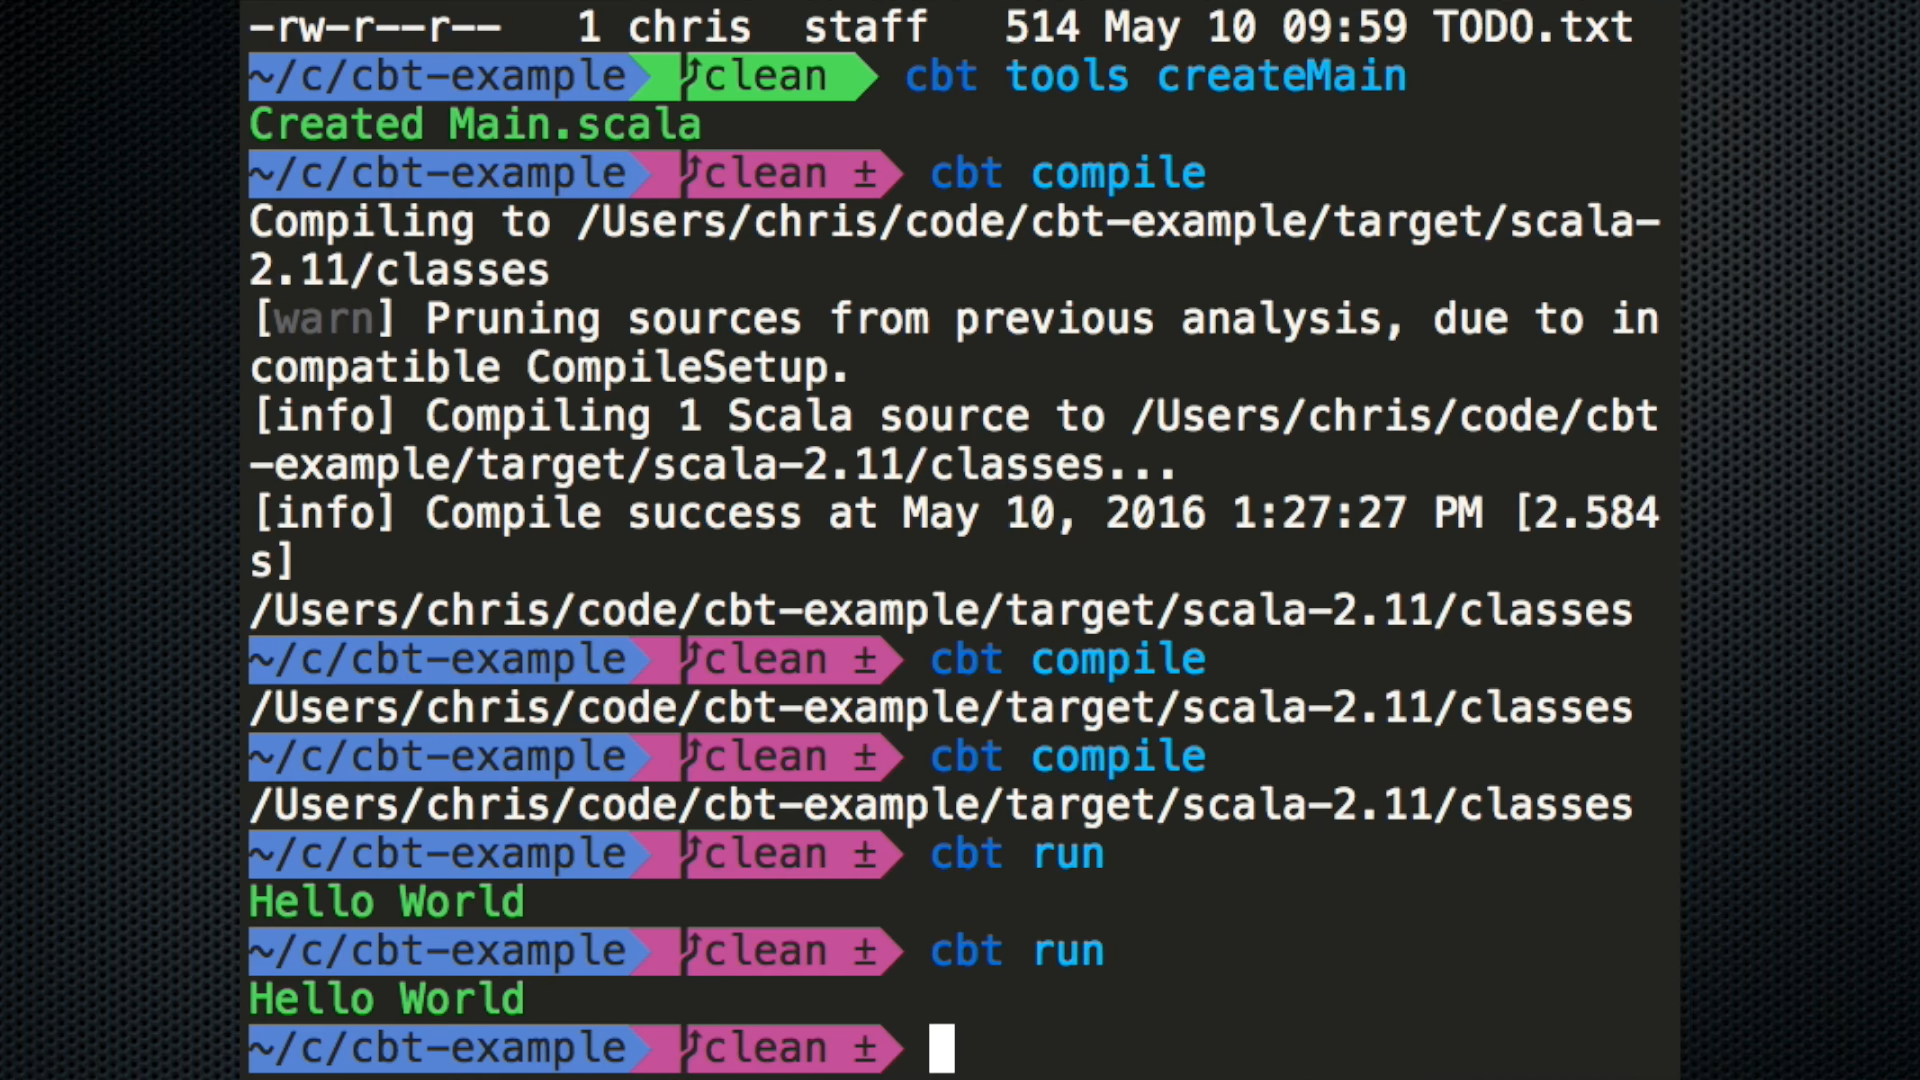 -rw-r--r--   1 chris  staff   514 May 10 09:59 TODO.txt
~/c/cbt-example clean cbt tools createMain
Created Main.scala
~/c/cbt-example clean ± cbt compile
Compiling to /Users/chris/code/cbt-example/target/scala-
2.11/classes
[warn] Pruning sources from previous analysis, due to in
compatible CompileSetup.
[info] Compiling 1 Scala source to /Users/chris/code/cbt
-example/target/scala-2.11/classes...
[info] Compile success at May 10, 2016 1:27:27 PM [2.584
s]
/Users/chris/code/cbt-example/target/scala-2.11/classes
~/c/cbt-example clean ± cbt compile
/Users/chris/code/cbt-example/target/scala-2.11/classes
~/c/cbt-example clean ± cbt compile
/Users/chris/code/cbt-example/target/scala-2.11/classes
~/c/cbt-example clean ± cbt run
Hello World
~/c/cbt-example clean ± cbt run
Hello World
~/c/cbt-example clean ±